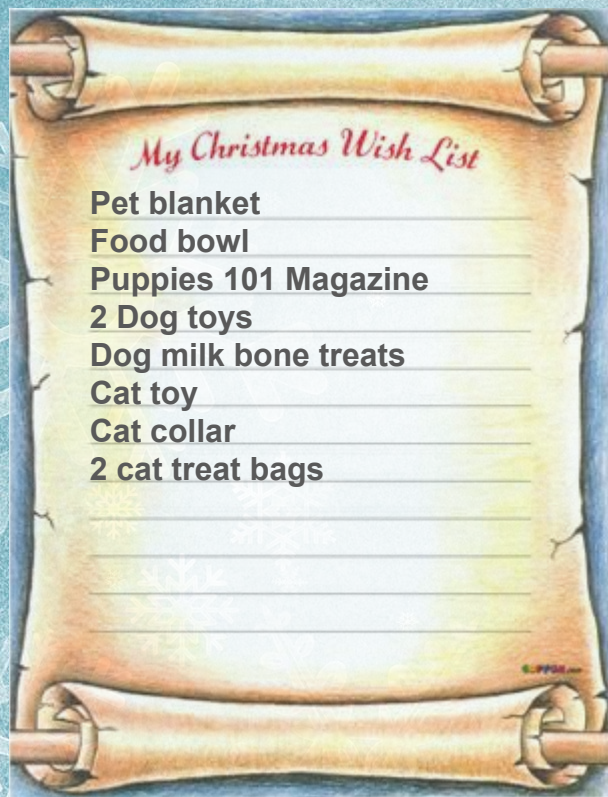 My Christmas Wish List
Pet blanket
Food bowl
Puppies 101 Magazine
2 Dog toys
Dog milk bone treats
Cat toy
Cat collar
2 cat treat bags